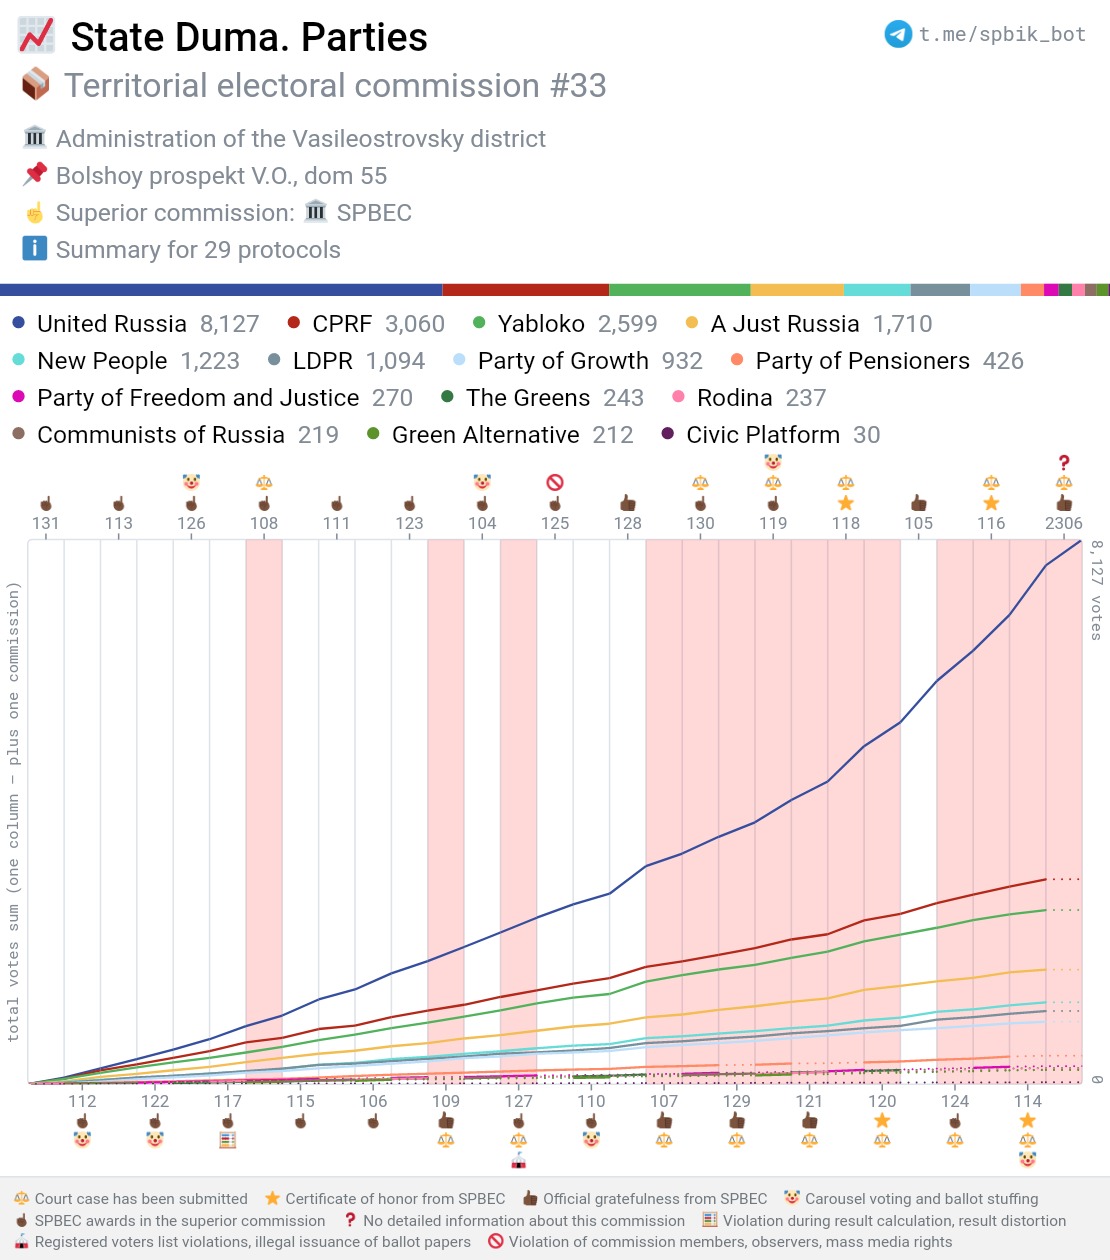 State Duma. Parties
t.me/spbik_bot
Territorial electoral commission #33
Administration of the Vasileostrovsky district
Bolshoy prospekt V.O., dom 55
Superior commission: SPBEC
Summary for 29 protocols
United Russia 8,127 CPRF 3,060 Yabloko 2,599 A Just Russia 1,710
New People 1,223 LDPR 1,094 Party of Growth 932 Party of Pensioners 426
Party of Freedom and Justice 270 The Greens 243 Rodina 237
Communists of Russia 219 Green Alternative 212 Civic Platform 30
131 113 126 108 111 123 104 125 128 130 119 118 105 116 2306
total votes sum (one column – plus one commission)
8,127 votes
0
112 122 117 115 106 109 127 110 107 129 121 120 124 114
Court case has been submitted Certificate of honor from SPBEC Official gratefulness from SPBEC Carousel voting and ballot stuffing
SPBEC awards in the superior commission No detailed information about this commission Violation during result calculation, result distortion
Registered voters list violations, illegal issuance of ballot papers Violation of commission members, observers, mass media rights